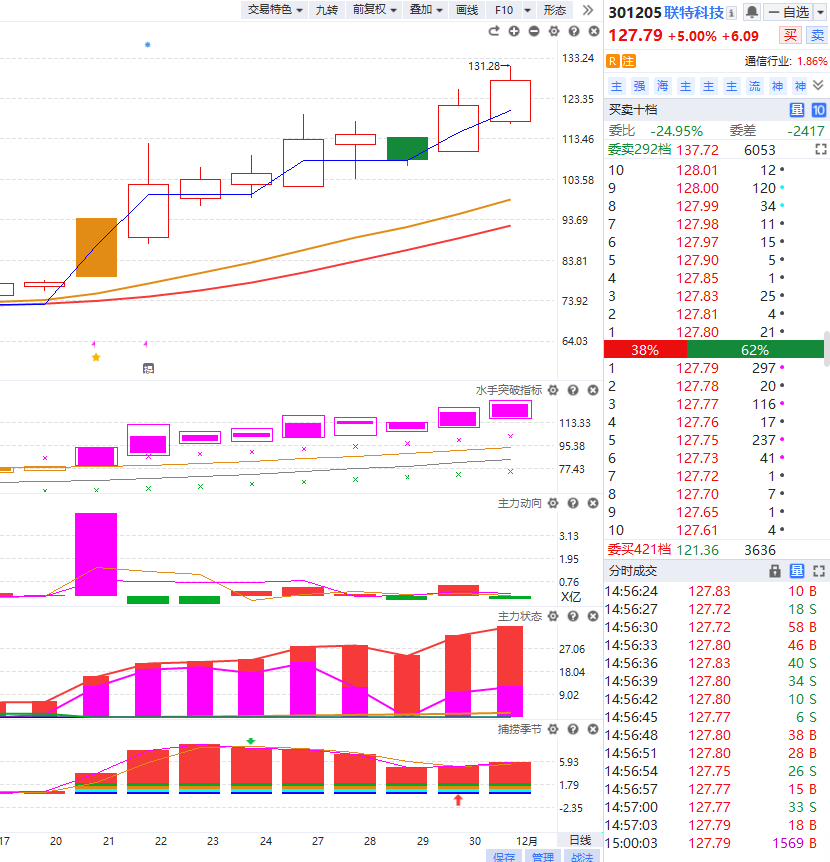 交易特色 九转 前复权 叠加 画线 F10 形态
301205 联特科技
自选
127.79 +5.00% +6.09 买 卖
R 注 通信行业: 1.86%
主 强 海 主 主 主 流 神 神
买卖十档 量 10
委比 -24.95% 委差 -2417
委卖292档 137.72 6053
10 128.01 12
9 128.00 120
8 127.99 34
7 127.98 11
6 127.97 15
5 127.90 5
4 127.85 1
3 127.83 25
2 127.81 4
1 127.80 21
38% 62%
1 127.79 297
2 127.78 20
3 127.77 116
4 127.76 17
5 127.75 237
6 127.73 41
7 127.72 1
8 127.70 7
9 127.65 1
10 127.61 4
委买421档 121.36 3636
分时成交 量
14:56:24 127.83 10 B
14:56:27 127.72 18 S
14:56:30 127.72 58 B
14:56:33 127.80 46 B
14:56:36 127.83 40 S
14:56:39 127.80 34 S
14:56:42 127.80 10 S
14:56:45 127.77 6 S
14:56:48 127.80 38 B
14:56:51 127.80 28 B
14:56:54 127.75 26 S
14:56:57 127.77 15 B
14:57:00 127.77 33 S
14:57:03 127.79 18 B
15:00:03 127.79 1569 B
131.28
133.24
123.35
113.46
103.58
93.69
83.81
73.92
64.03
水手突破指标
113.33
95.38
77.43
主力动向
3.13
1.95
0.76
X亿
主力状态
27.06
18.04
9.02
捕捞季节
5.93
1.79
-2.35
17 20 21 22 23 24 27 28 29 30 12月 日线
保存 管理 战法